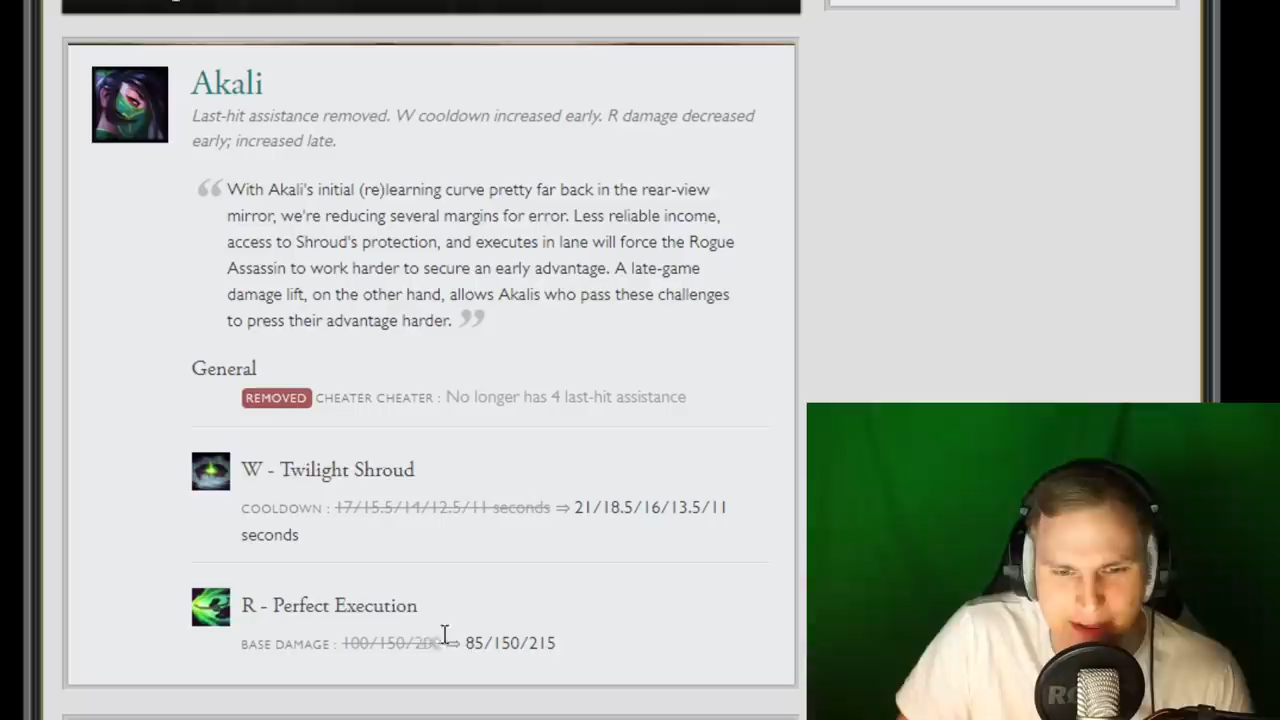 Akali
Last-hit assistance removed. W cooldown increased early. R damage decreased
early; increased late.
“ With Akali's initial (re)learning curve pretty far back in the rear-view
mirror, we're reducing several margins for error. Less reliable income,
access to Shroud's protection, and executes in lane will force the Rogue
Assassin to work harder to secure an early advantage. A late-game
damage lift, on the other hand, allows Akalis who pass these challenges
to press their advantage harder. ”
General
REMOVED CHEATER CHEATER : No longer has 4 last-hit assistance
W - Twilight Shroud
COOLDOWN : 17/15.5/14/12.5/11 seconds ⇒ 21/18.5/16/13.5/11
seconds
R - Perfect Execution
BASE DAMAGE : 100/150/200 ⇒ 85/150/215